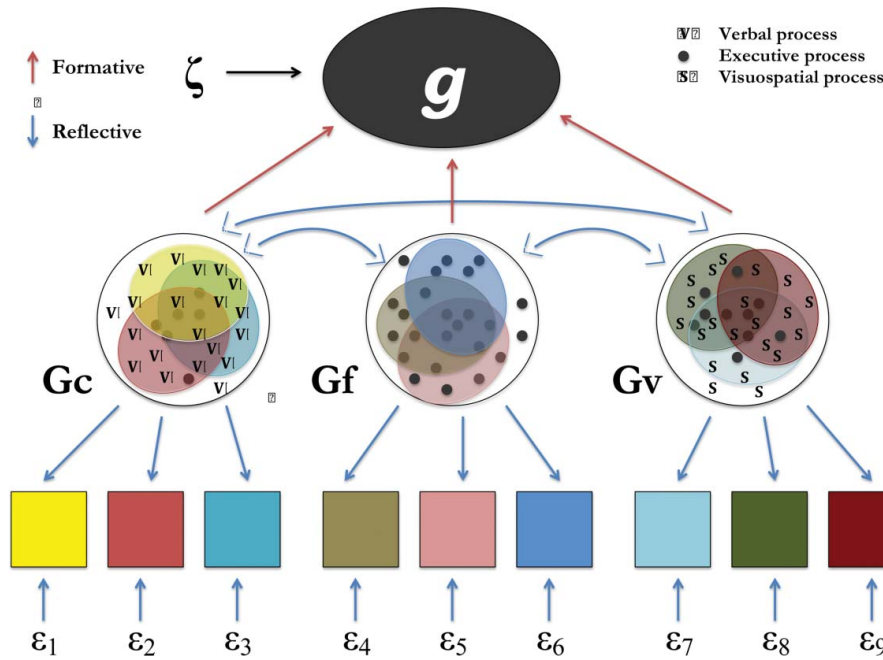 Formative
Reflective
ζ
g
V Verbal process
Executive process
S Visuospatial process
V V V V V V V V V V V V V V V V V
S S S S S S S S S S S S S S S
Gc
Gf
Gv
ε1 ε2 ε3 ε4 ε5 ε6 ε7 ε8 ε9